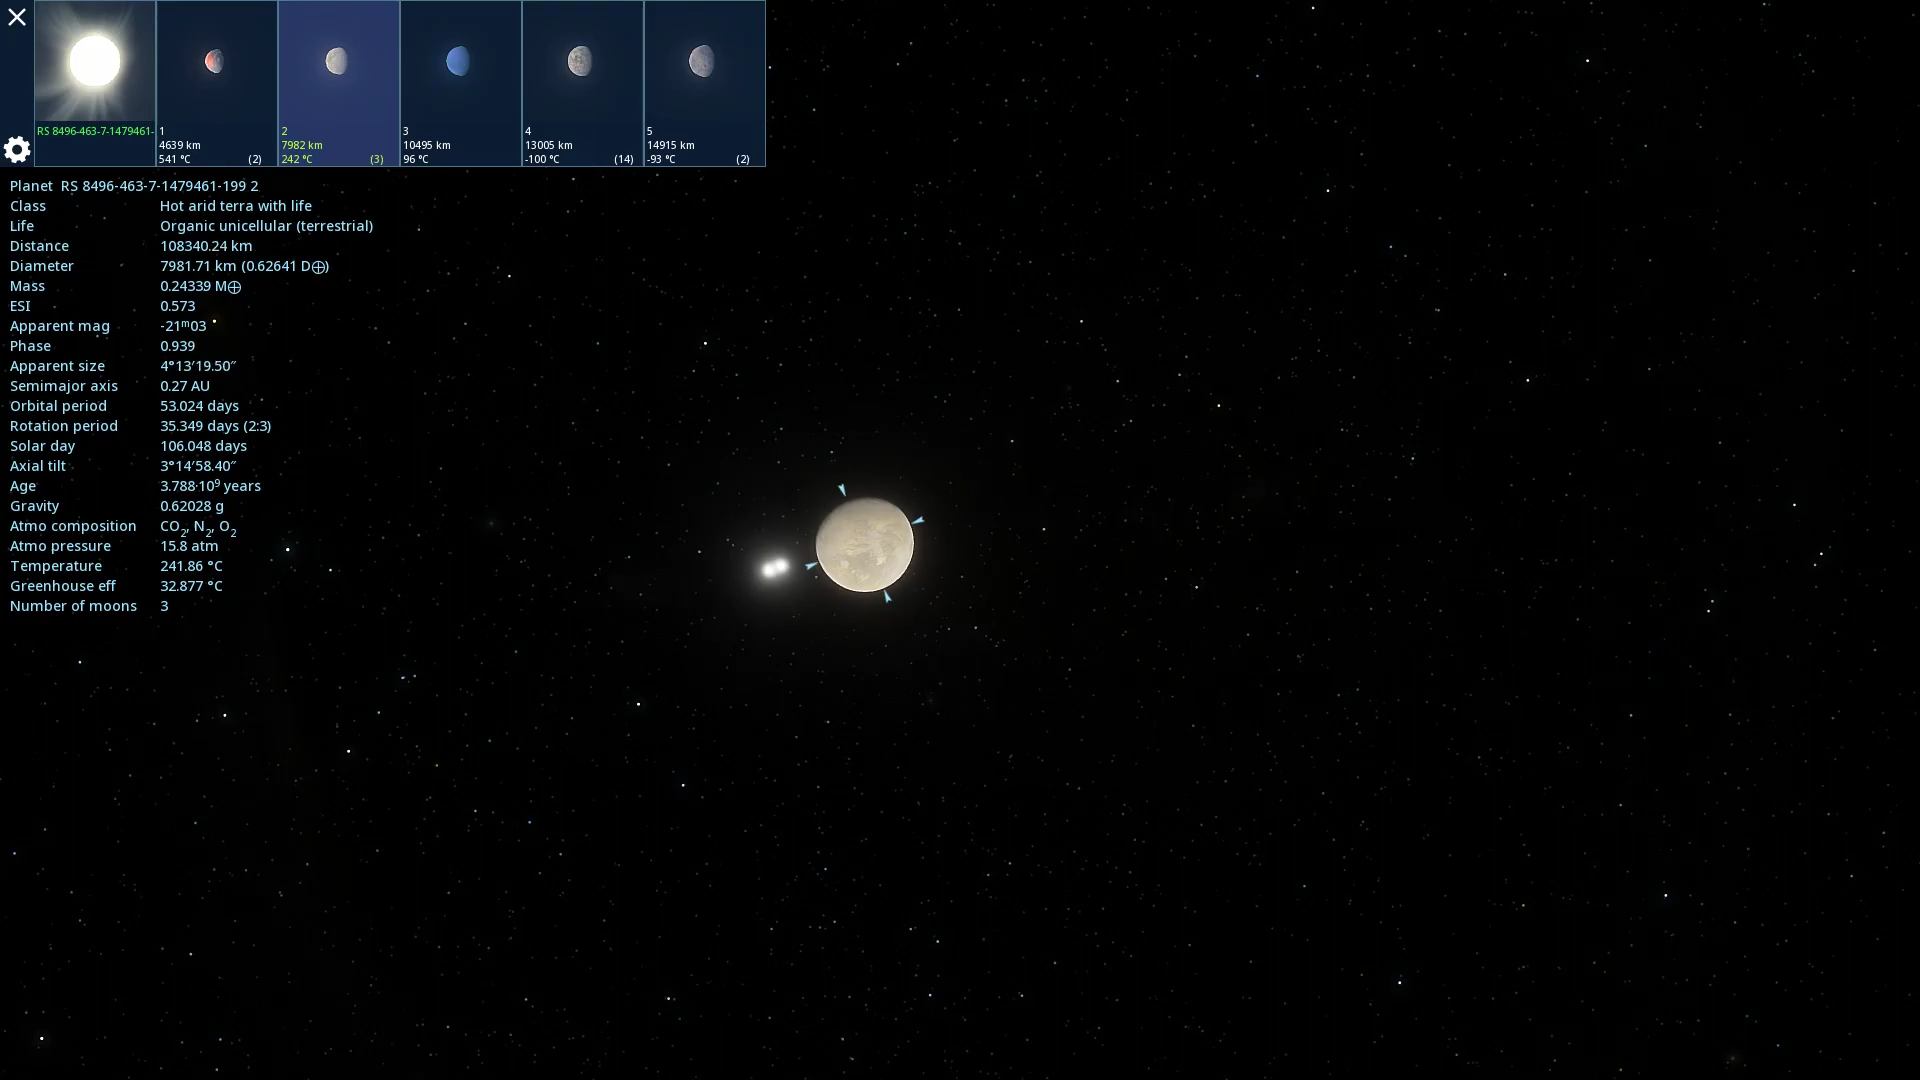 RS 8496-463-7-1479461-
1
4639 km
541 °C (2)
2
7982 km
242 °C (3)
3
10495 km
96 °C
4
13005 km
-100 °C (14)
5
14915 km
-93 °C (2)
Planet RS 8496-463-7-1479461-199 2
Class Hot arid terra with life
Life Organic unicellular (terrestrial)
Distance 108340.24 km
Diameter 7981.71 km (0.62641 D⊕)
Mass 0.24339 M⊕
ESI 0.573
Apparent mag -21ᵐ03
Phase 0.939
Apparent size 4°13′19.50″
Semimajor axis 0.27 AU
Orbital period 53.024 days
Rotation period 35.349 days (2:3)
Solar day 106.048 days
Axial tilt 3°14′58.40″
Age 3.788·10⁹ years
Gravity 0.62028 g
Atmo composition CO₂, N₂, O₂
Atmo pressure 15.8 atm
Temperature 241.86 °C
Greenhouse eff 32.877 °C
Number of moons 3